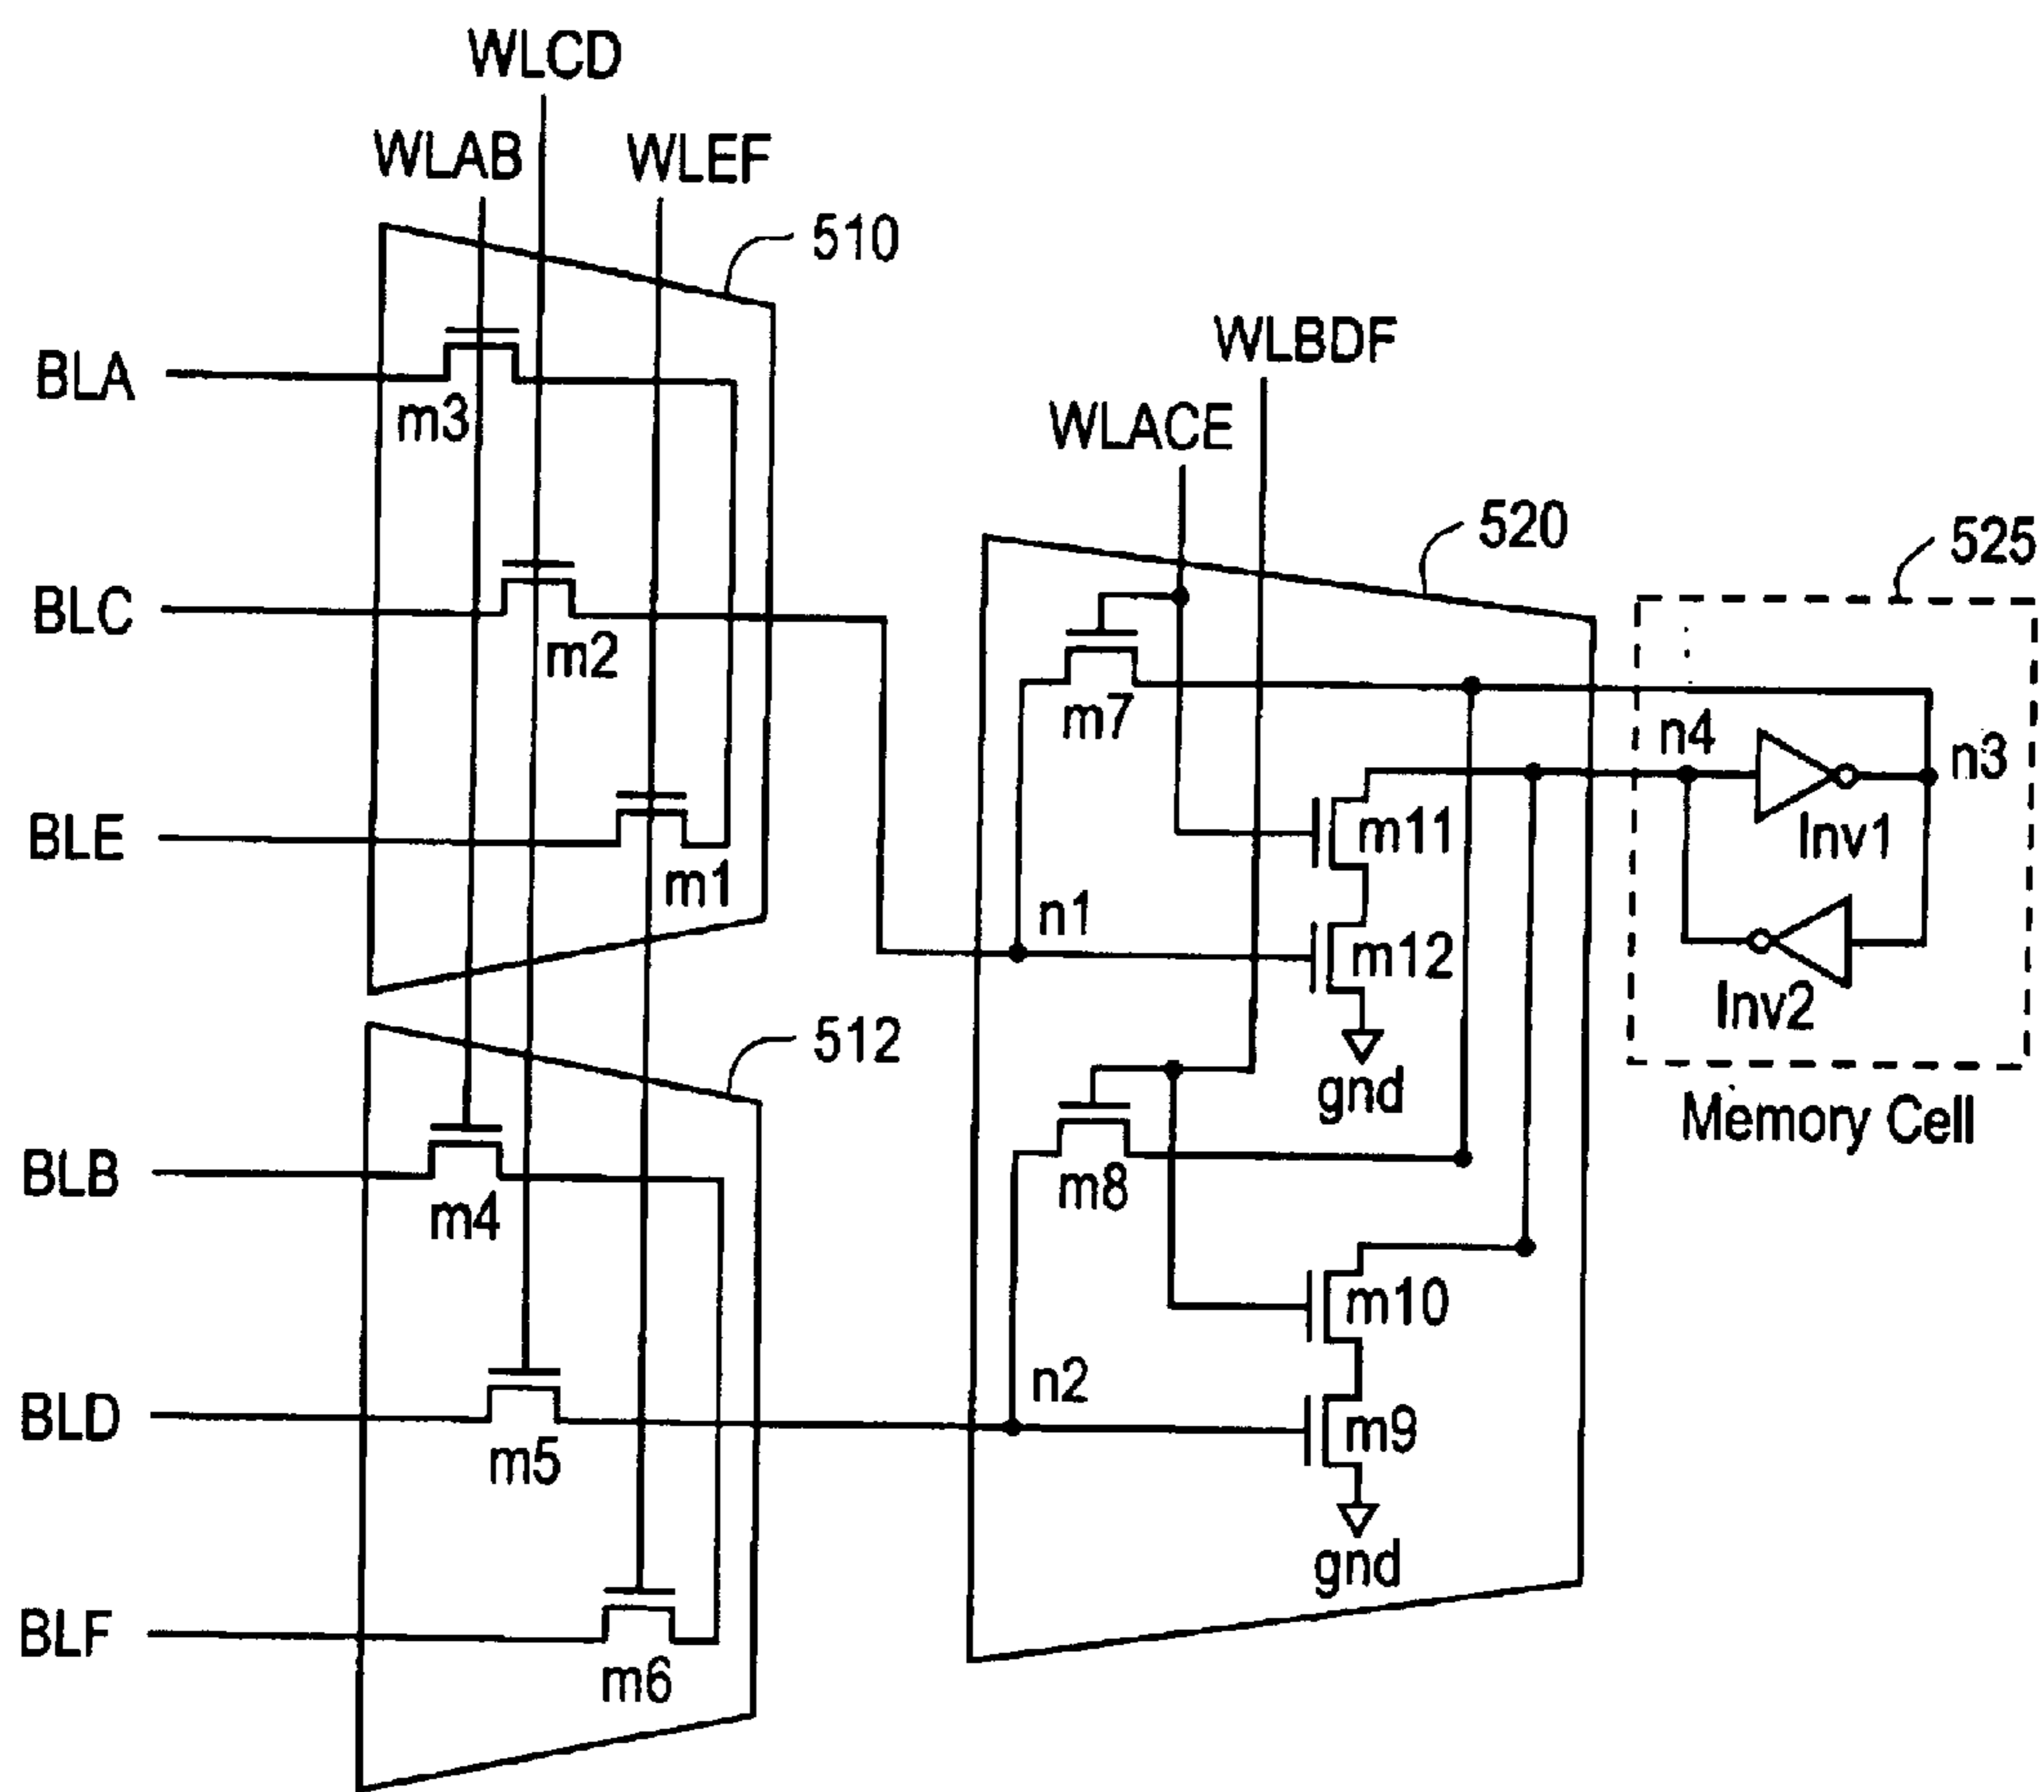 WLCD
WLAB
WLEF
510
BLA
m3
WLBDF
WLACE
520
525
BLC
m2
m7
n4
n3
BLE
m1
m11
Inv1
n1
m12
Inv2
512
gnd
Memory Cell
BLB
m4
m8
m10
n2
BLD
m5
m9
gnd
BLF
m6